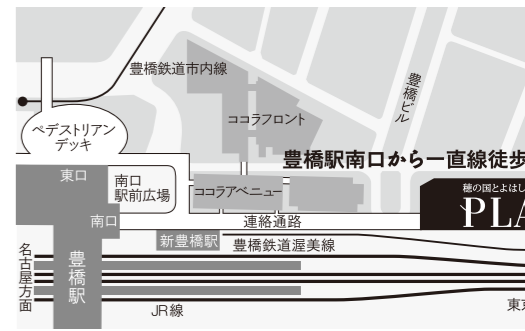 豊橋鉄道市内線
ココラフロント
豊橋ビル
ペデストリアン
デッキ
豊橋駅南口から一直線徒歩
東口
南口
駅前広場
ココラアベニュー
穂の国とよはし
PLA
南口
連絡通路
新豊橋駅
豊橋鉄道渥美線
名古屋方面
豊橋駅
JR線
東京